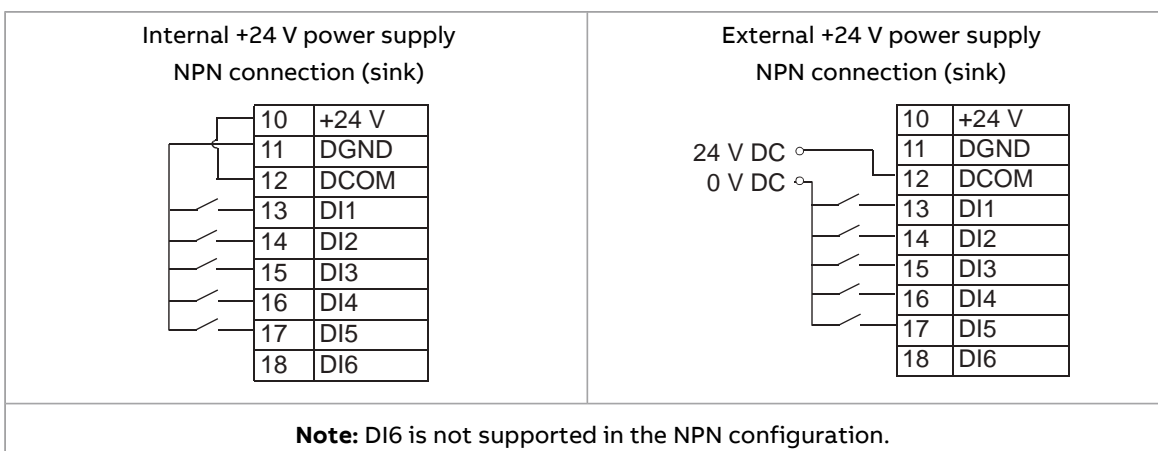 Internal +24 V power supply
NPN connection (sink)
10 +24 V
11 DGND
12 DCOM
13 DI1
14 DI2
15 DI3
16 DI4
17 DI5
18 DI6
External +24 V power supply
NPN connection (sink)
24 V DC
0 V DC
10 +24 V
11 DGND
12 DCOM
13 DI1
14 DI2
15 DI3
16 DI4
17 DI5
18 DI6
Note: DI6 is not supported in the NPN configuration.